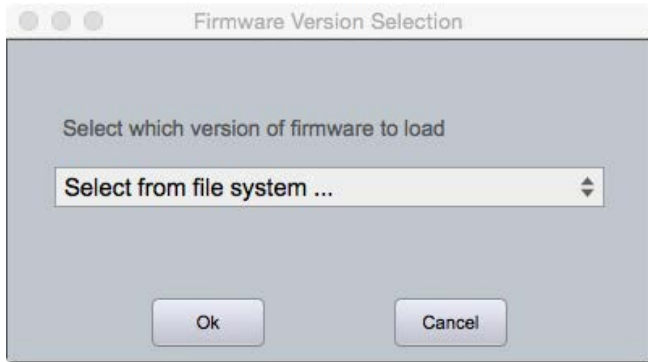 Firmware Version Selection
Select which version of firmware to load
Select from file system ...
Ok
Cancel